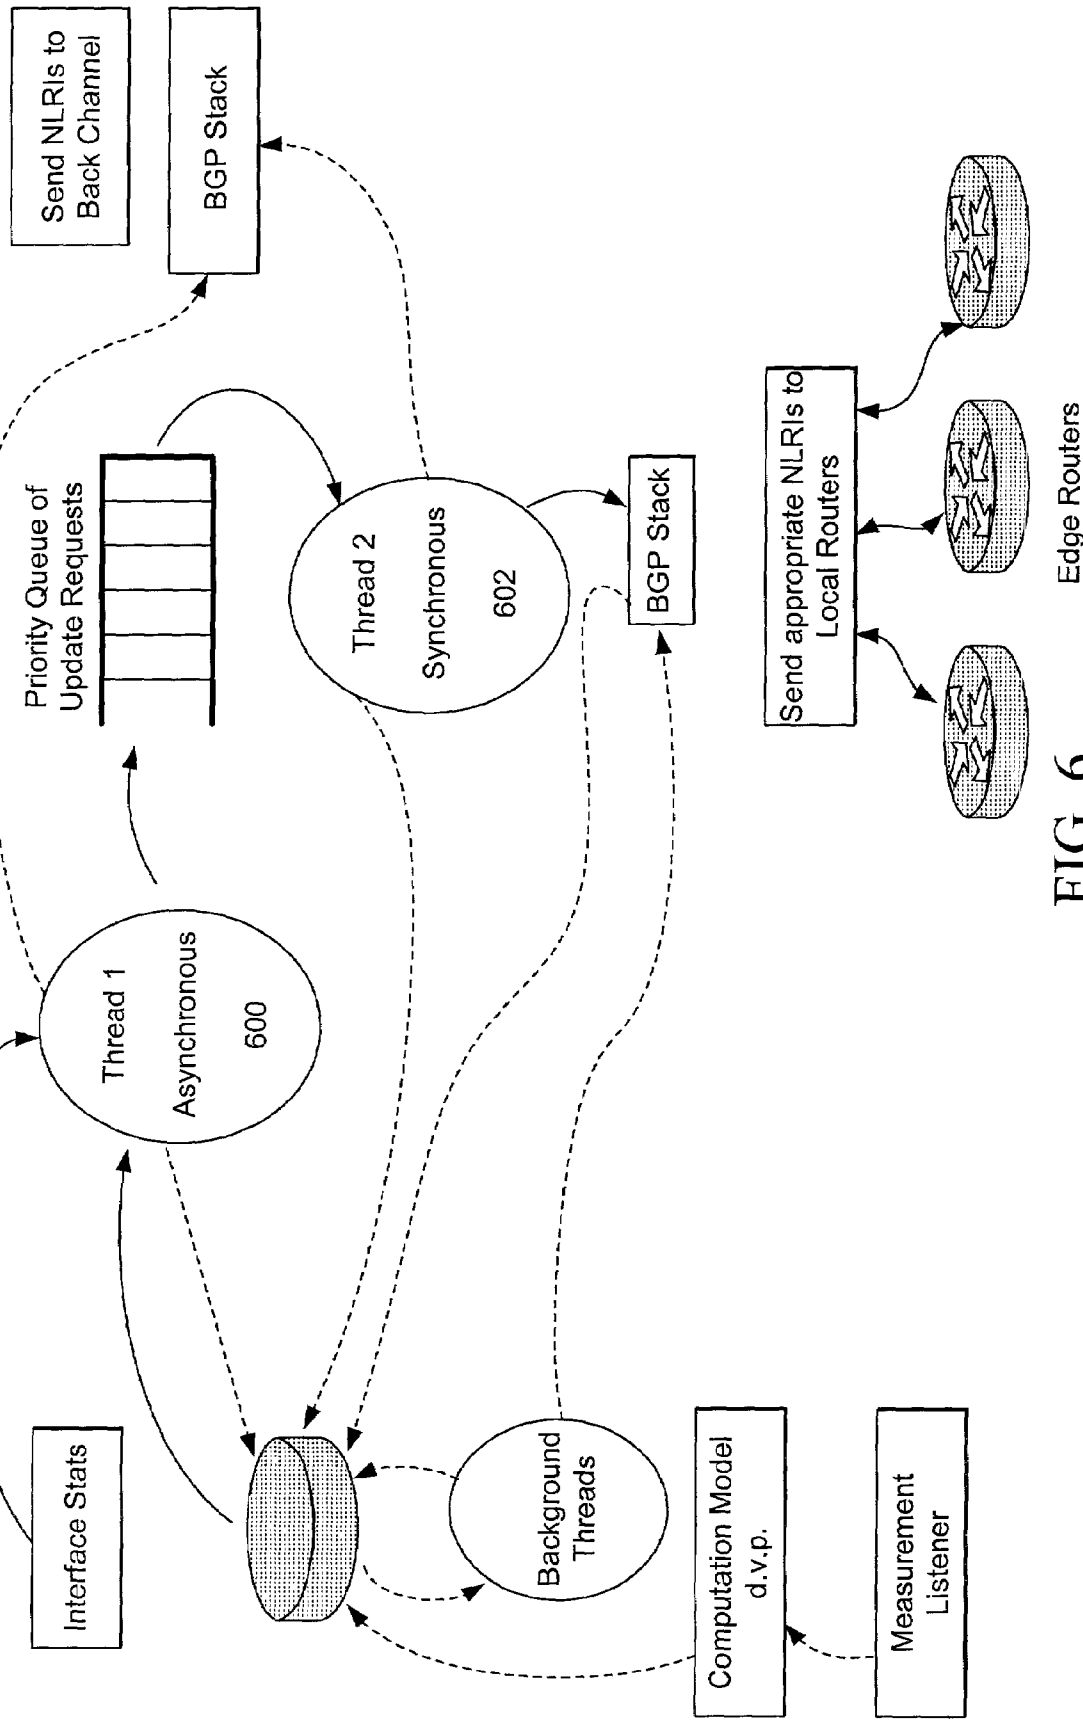 Interface Stats
Thread 1
Asynchronous
600
Priority Queue of
Update Requests
Send NLRIs to
Back Channel
BGP Stack
Thread 2
Synchronous
602
BGP Stack
Background
Threads
Computation Model
d.v.p.
Measurement
Listener
Send appropriate NLRIs to
Local Routers
Edge Routers
FIG. 6